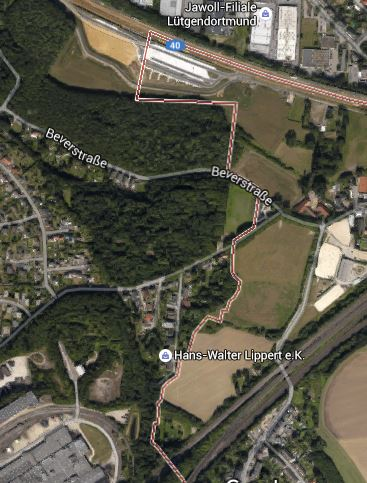 Jawoll-Filiale
Lütgendortmund
40
Beverstraße
Beverstraße
Hans-Walter Lippert e.K.